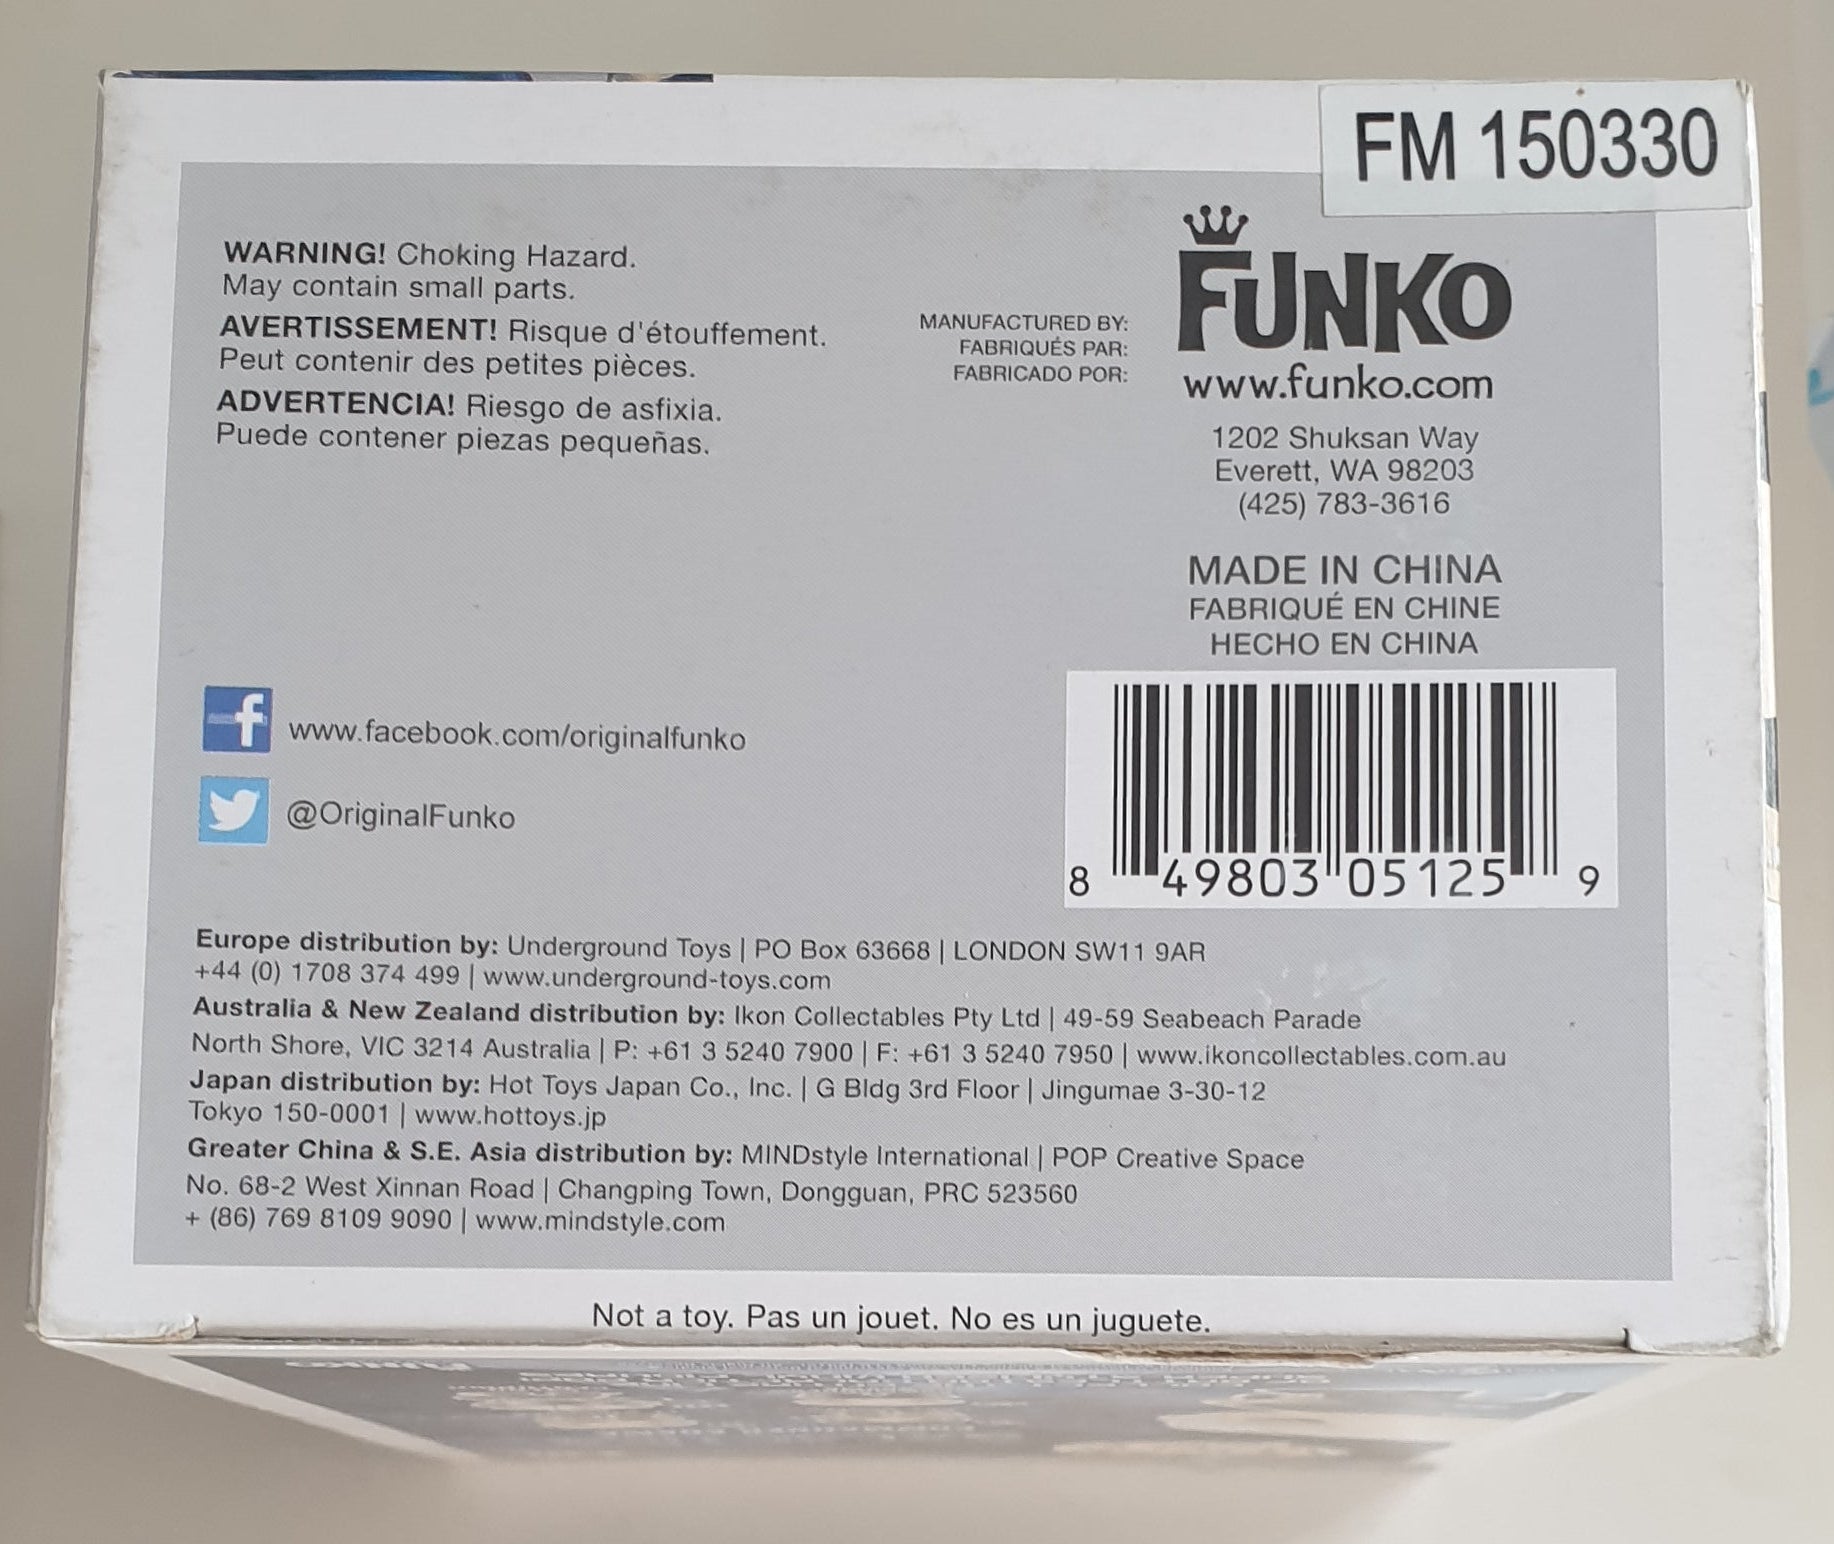 FM 150330
WARNING! Choking Hazard.
May contain small parts.
AVERTISSEMENT! Risque d'étouffement.
Peut contenir des petites pièces.
ADVERTENCIA! Riesgo de asfixia.
Puede contener piezas pequeñas.
MANUFACTURED BY:
FABRIQUÉS PAR:
FABRICADO POR:
FUNKO
www.funko.com
1202 Shuksan Way
Everett, WA 98203
(425) 783-3616
MADE IN CHINA
FABRIQUÉ EN CHINE
HECHO EN CHINA
f www.facebook.com/originalfunko
@OriginalFunko
8 49803 05125 9
Europe distribution by: Underground Toys | PO Box 63668 | LONDON SW11 9AR
+44 (0) 1708 374 499 | www.underground-toys.com
Australia & New Zealand distribution by: Ikon Collectables Pty Ltd | 49-59 Seabeach Parade
North Shore, VIC 3214 Australia | P: +61 3 5240 7900 | F: +61 3 5240 7950 | www.ikoncollectables.com.au
Japan distribution by: Hot Toys Japan Co., Inc. | G Bldg 3rd Floor | Jingumae 3-30-12
Tokyo 150-0001 | www.hottoys.jp
Greater China & S.E. Asia distribution by: MINDstyle International | POP Creative Space
No. 68-2 West Xinnan Road | Changping Town, Dongguan, PRC 523560
+ (86) 769 8109 9090 | www.mindstyle.com
Not a toy. Pas un jouet. No es un juguete.